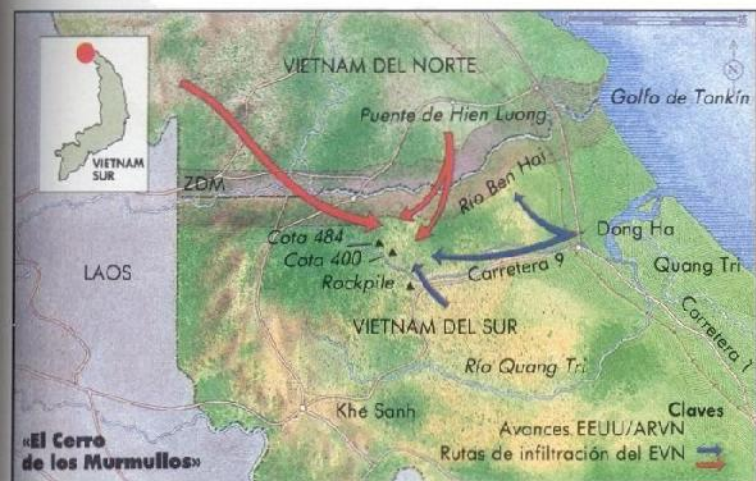 VIETNAM DEL NORTE
Golfo de Tonkín
Puente de Hien Luong
VIETNAM
SUR
ZDM
Río Ben Hai
Cota 484
Cota 400
Dong Ha
LAOS
Rockpile
Carretera 9
Quang Tri
VIETNAM DEL SUR
Carretera 1
Río Quang Tri
Khe Sanh
Claves
«El Cerro
de los Murmullos»
Avances EEUU/ARVN
Rutas de infiltración del EVN
N